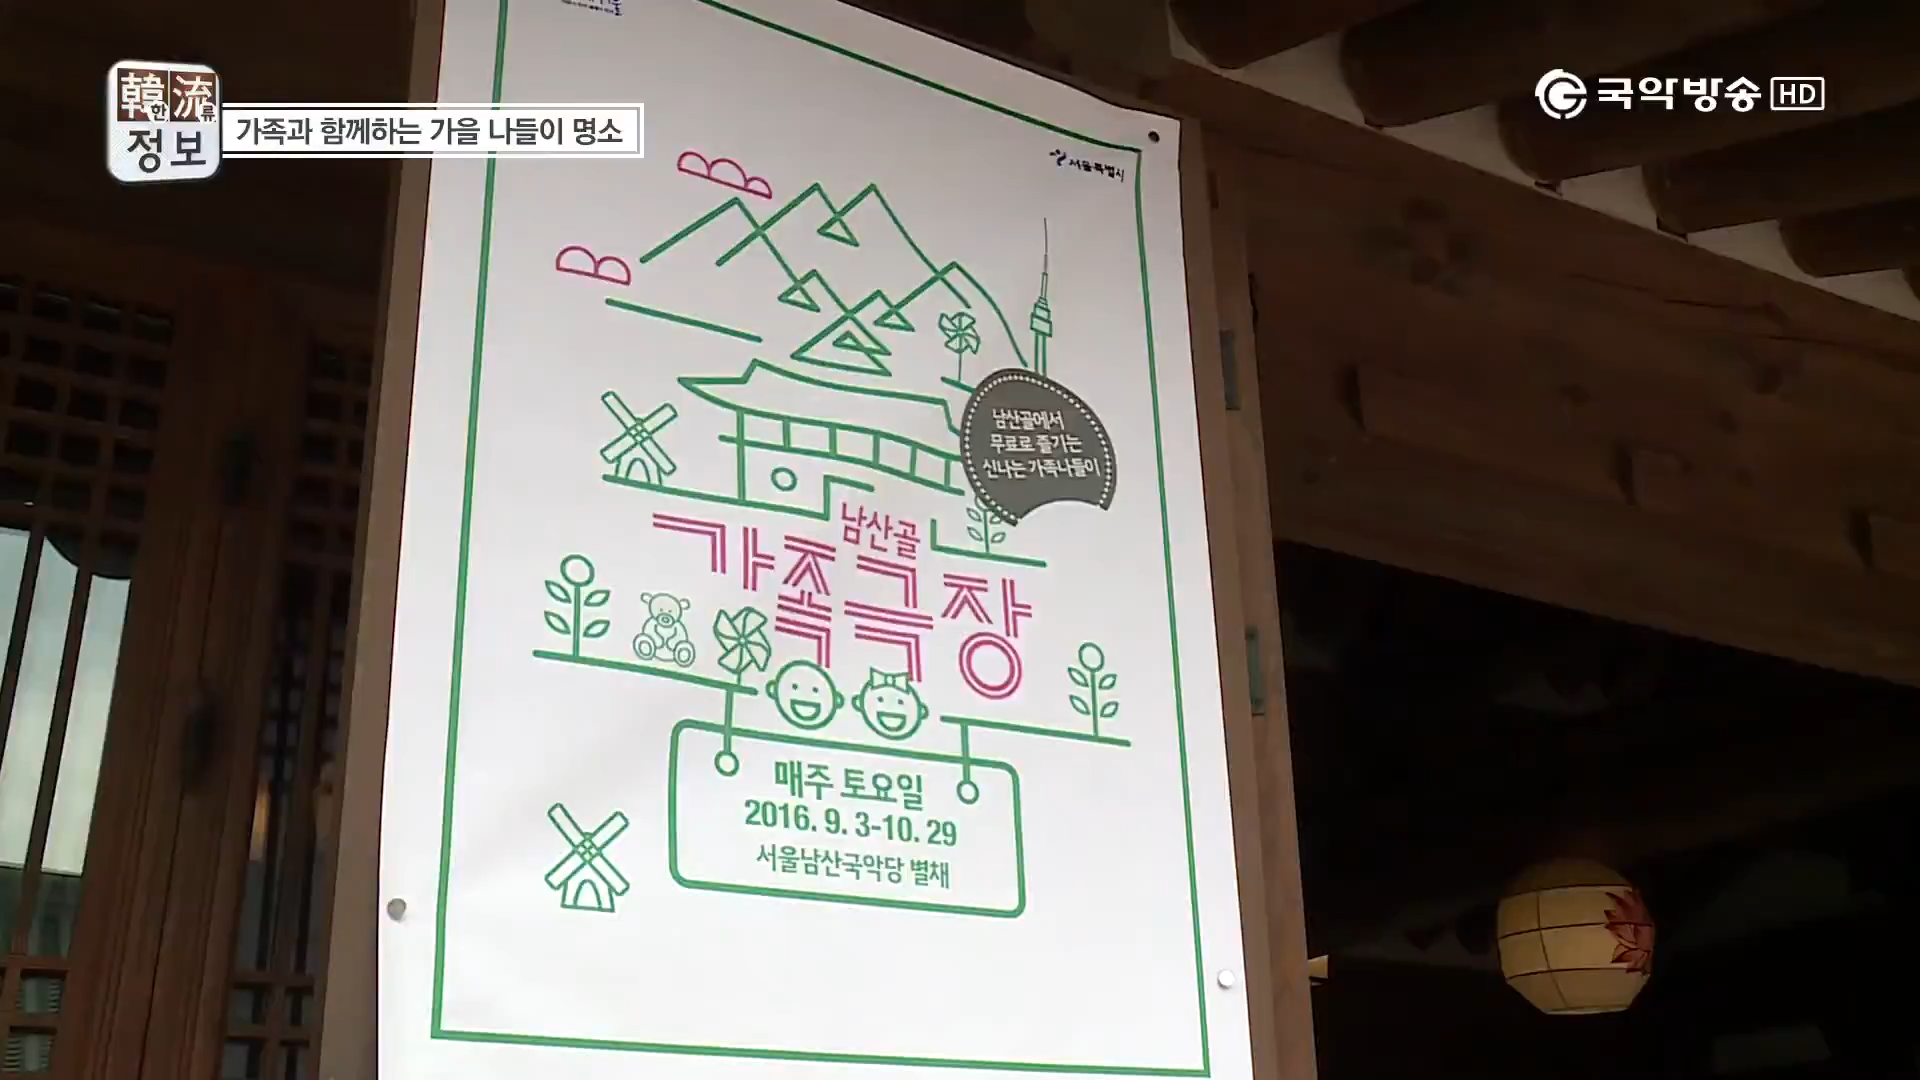 韓流
한류
정보
가족과 함께하는 가을 나들이 명소
국악방송 HD
서울특별시
남산골에서
무료로 즐기는
신나는 가족나들이
남산골
가족극장
매주 토요일
2016. 9. 3-10. 29
서울남산국악당 별채